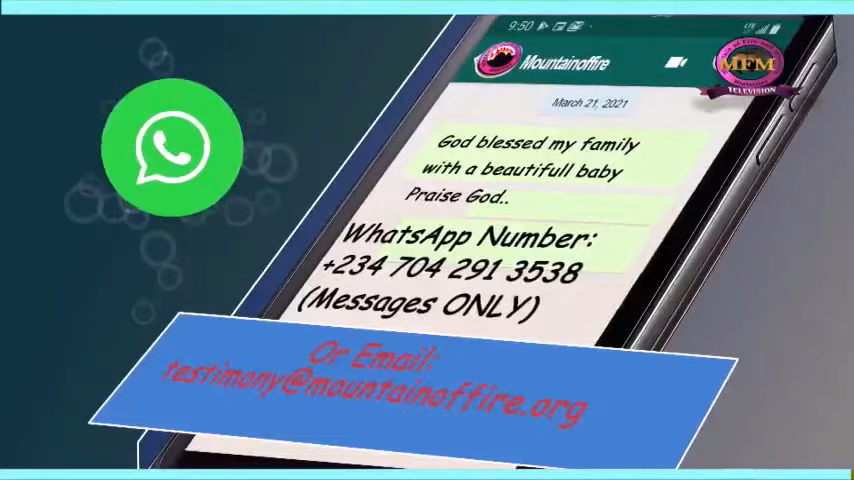 9:50
LTE
Mountainoffire
MFM
TELEVISION
March 21, 2021
God blessed my family
with a beautifull baby
Praise God..
WhatsApp Number:
+234 704 291 3538
(Messages ONLY)
Or Email:
testimony@mountainoffire.org